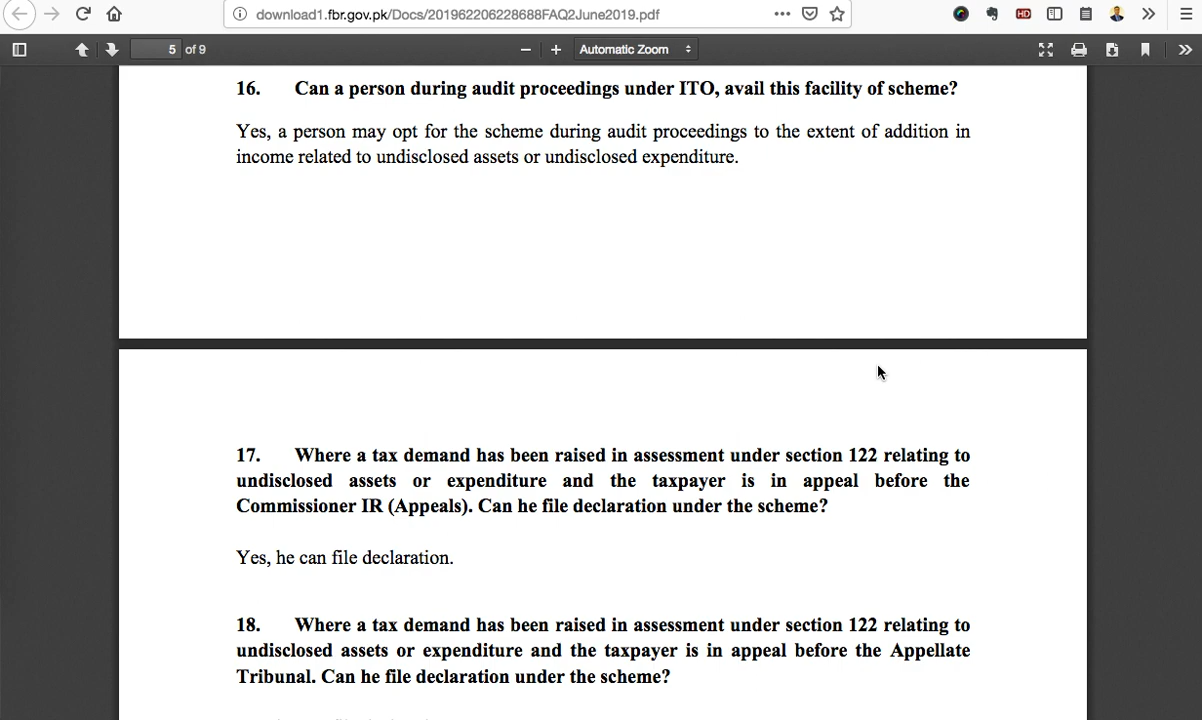 download1.fbr.gov.pk/Docs/201962206228688FAQ2June2019.pdf
HD
5 of 9
Automatic Zoom
16. Can a person during audit proceedings under ITO, avail this facility of scheme?
Yes, a person may opt for the scheme during audit proceedings to the extent of addition in
income related to undisclosed assets or undisclosed expenditure.
17. Where a tax demand has been raised in assessment under section 122 relating to
undisclosed assets or expenditure and the taxpayer is in appeal before the
Commissioner IR (Appeals). Can he file declaration under the scheme?
Yes, he can file declaration.
18. Where a tax demand has been raised in assessment under section 122 relating to
undisclosed assets or expenditure and the taxpayer is in appeal before the Appellate
Tribunal. Can he file declaration under the scheme?